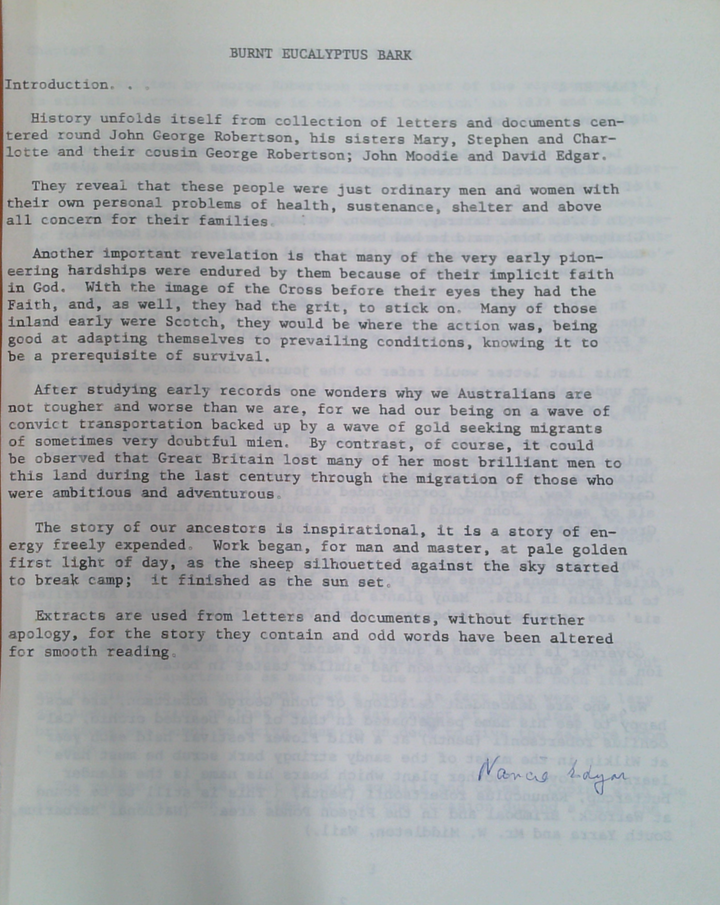 BURNT EUCALYPTUS BARK
Introduction. . .
History unfolds itself from collection of letters and documents cen-
tered round John George Robertson, his sisters Mary, Stephen and Char-
lotte and their cousin George Robertson; John Moodie and David Edgar.
They reveal that these people were just ordinary men and women with
their own personal problems of health, sustenance, shelter and above
all concern for their families.
Another important revelation is that many of the very early pion-
eering hardships were endured by them because of their implicit faith
in God. With the image of the Cross before their eyes they had the
Faith, and, as well, they had the grit, to stick on. Many of those
inland early were Scotch, they would be where the action was, being
good at adapting themselves to prevailing conditions, knowing it to
be a prerequisite of survival.
After studying early records one wonders why we Australians are
not tougher and worse than we are, for we had our being on a wave of
convict transportation backed up by a wave of gold seeking migrants
of sometimes very doubtful mien. By contrast, of course, it could
be observed that Great Britain lost many of her most brilliant men to
this land during the last century through the migration of those who
were ambitious and adventurous.
The story of our ancestors is inspirational, it is a story of en-
ergy freely expended. Work began, for man and master, at pale golden
first light of day, as the sheep silhouetted against the sky started
to break camp; it finished as the sun set.
Extracts are used from letters and documents, without further
apology, for the story they contain and odd words have been altered
for smooth reading.
Nancie Edgar